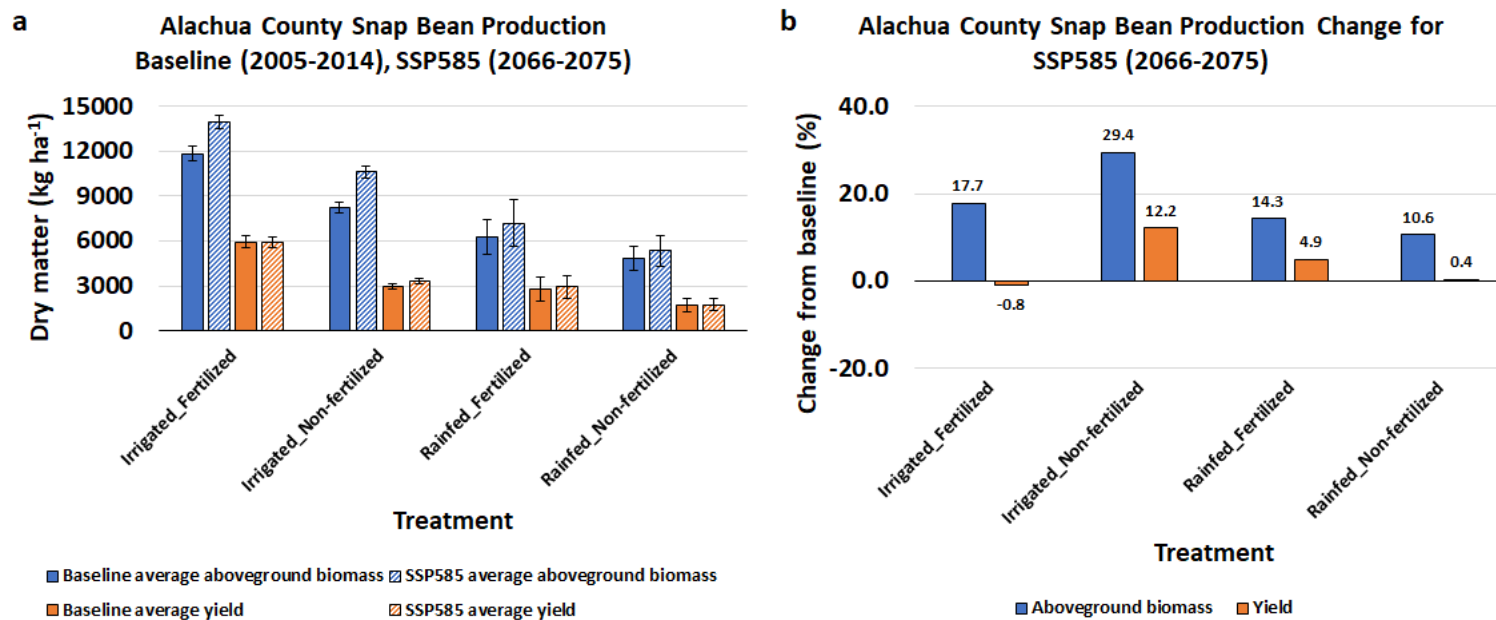 a
Alachua County Snap Bean Production
Baseline (2005-2014), SSP585 (2066-2075)
Dry matter (kg ha⁻¹)
15000
12000
9000
6000
3000
0
Irrigated_Fertilized
Irrigated_Non-fertilized
Rainfed_Fertilized
Rainfed_Non-fertilized
Treatment
Baseline average aboveground biomass
SSP585 average aboveground biomass
Baseline average yield
SSP585 average yield
b
Alachua County Snap Bean Production Change for
SSP585 (2066-2075)
Change from baseline (%)
40.0
20.0
0.0
-20.0
17.7
-0.8
29.4
12.2
14.3
4.9
10.6
0.4
Irrigated_Fertilized
Irrigated_Non-fertilized
Rainfed_Fertilized
Rainfed_Non-fertilized
Treatment
Aboveground biomass
Yield